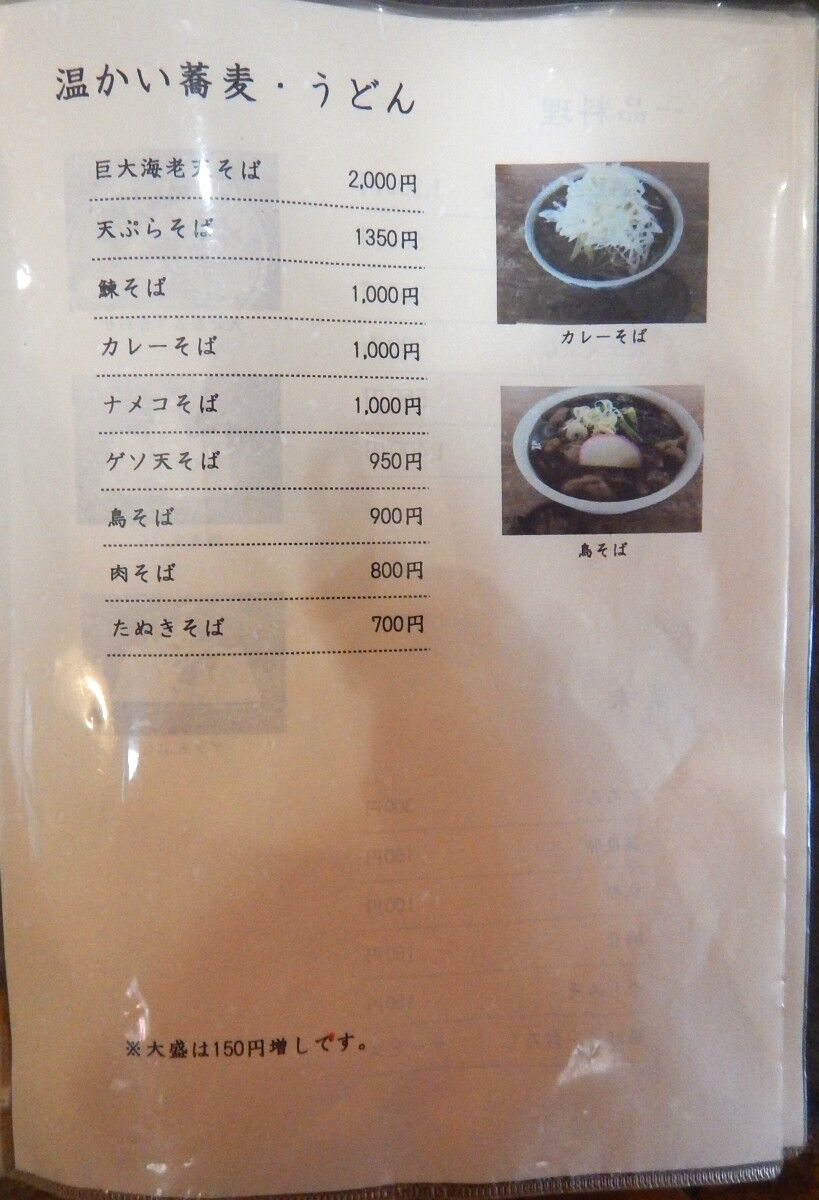 温かい蕎麦・うどん
巨大海老天そば 2,000円
天ぷらそば 1350円
鰊そば 1,000円
カレーそば 1,000円
ナメコそば 1,000円
ゲソ天そば 950円
鳥そば 900円
肉そば 800円
たぬきそば 700円
カレーそば
鳥そば
※大盛は150円増しです。